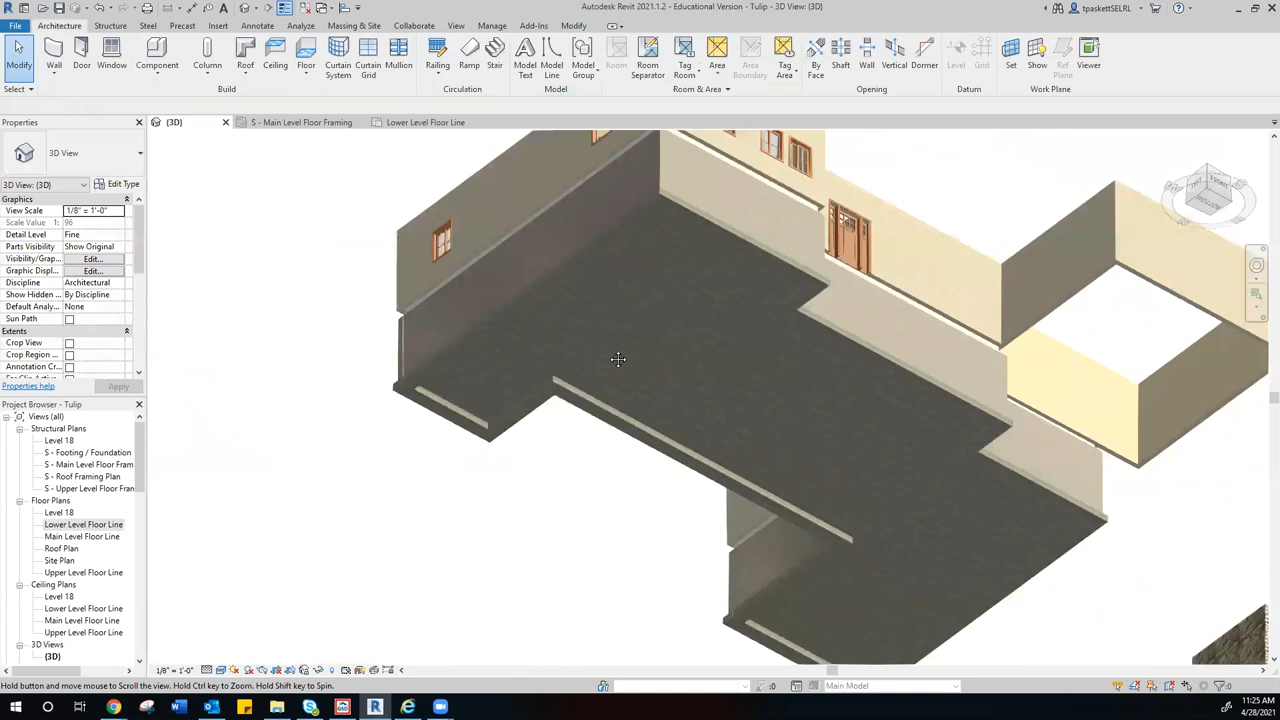 Autodesk Revit 2021.1.2 - Educational Version - Tulip - 3D View: {3D}
tpaskettSELRL
File Architecture Structure Steel Precast Systems Insert Annotate Analyze Massing & Site Collaborate View Manage Add-Ins Modify
Modify Wall Door Window Component Column Roof Ceiling Floor Curtain System Curtain Grid Mullion Railing Ramp Stair Model Text Model Line Model Group Room Room Separator Tag Room Area Area Boundary Tag Area By Face Shaft Wall Vertical Dormer Level Grid Set Show Ref Plane Viewer
Select Build Circulation Model Room & Area Opening Datum Work Plane
Properties
{3D} S - Main Level Floor Framing Lower Level Floor Line
3D View
3D View: {3D} Edit Type
Graphics
View Scale 1/8" = 1'-0"
Scale Value 1: 96
Detail Level Fine
Parts Visibility Show Original
Visibility/Grap... Edit...
Graphic Displ... Edit...
Discipline Architectural
Show Hidden ... By Discipline
Default Analy... None
Sun Path
Extents
Crop View
Crop Region ...
Annotation Cr...
Properties help Apply
Project Browser - Tulip
Views (all)
Structural Plans
Level 18
S - Footing / Foundation
S - Main Level Floor Fram
S - Roof Framing Plan
S - Upper Level Floor Fran
Floor Plans
Level 18
Lower Level Floor Line
Main Level Floor Line
Roof Plan
Site Plan
Upper Level Floor Line
Ceiling Plans
Level 18
Lower Level Floor Line
Main Level Floor Line
Upper Level Floor Line
3D Views
{3D}
FRONT
BOTTOM
1/8" = 1'-0"
Hold button and move mouse to Scroll the view. Hold Ctrl key to Zoom. Hold Shift key to Spin.
:0 Main Model :0
11:25 AM
4/28/2021